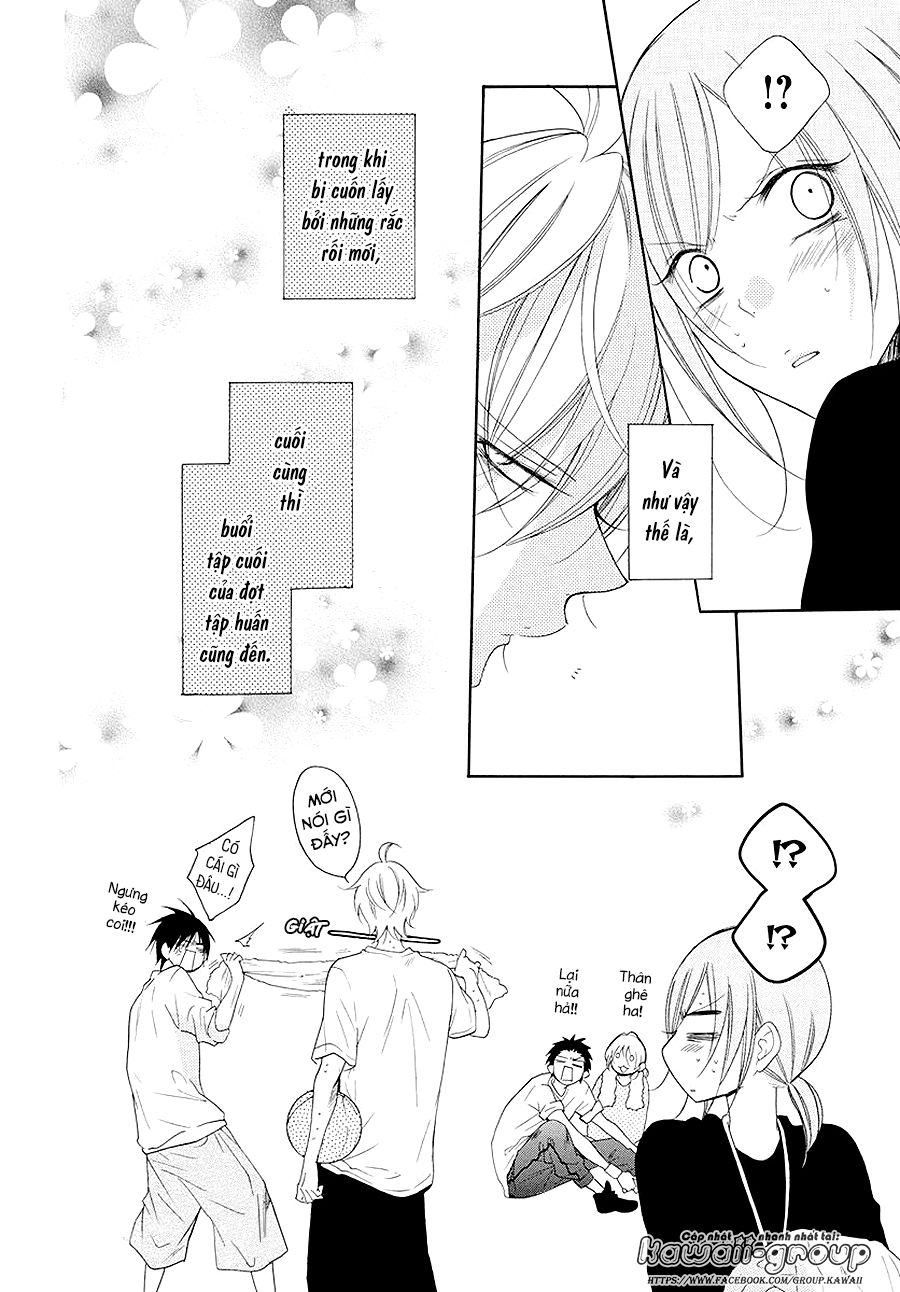 !?
Và
như vậy
thế là,
trong khi
bị cuốn lấy
bởi những rắc
rối mới,
cuối
cùng
thì
buổi
tập cuối
của đợt
tập huấn
cũng đến.
!?
!?
MỚI
NÓI GÌ
ĐẤY?
CÓ
CÁI GÌ
ĐÂU...!
Ngưng
kéo
coi!!!
GIẬT
Thân
ghê
ha!
Lại
nữa
hả!!
Cập nhật nhanh nhất tại:
kawaii-group
HTTPS://WWW.FACEBOOK.COM/GROUP.KAWAII